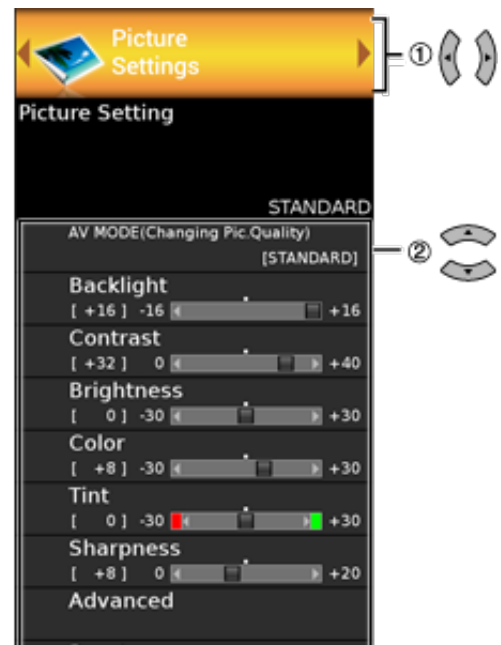 Picture
Settings
①
Picture Setting
STANDARD
AV MODE(Changing Pic.Quality)
[STANDARD]
②
Backlight
[ +16 ] -16 +16
Contrast
[ +32 ] 0 +40
Brightness
[ 0 ] -30 +30
Color
[ +8 ] -30 +30
Tint
[ 0 ] -30 +30
Sharpness
[ +8 ] 0 +20
Advanced